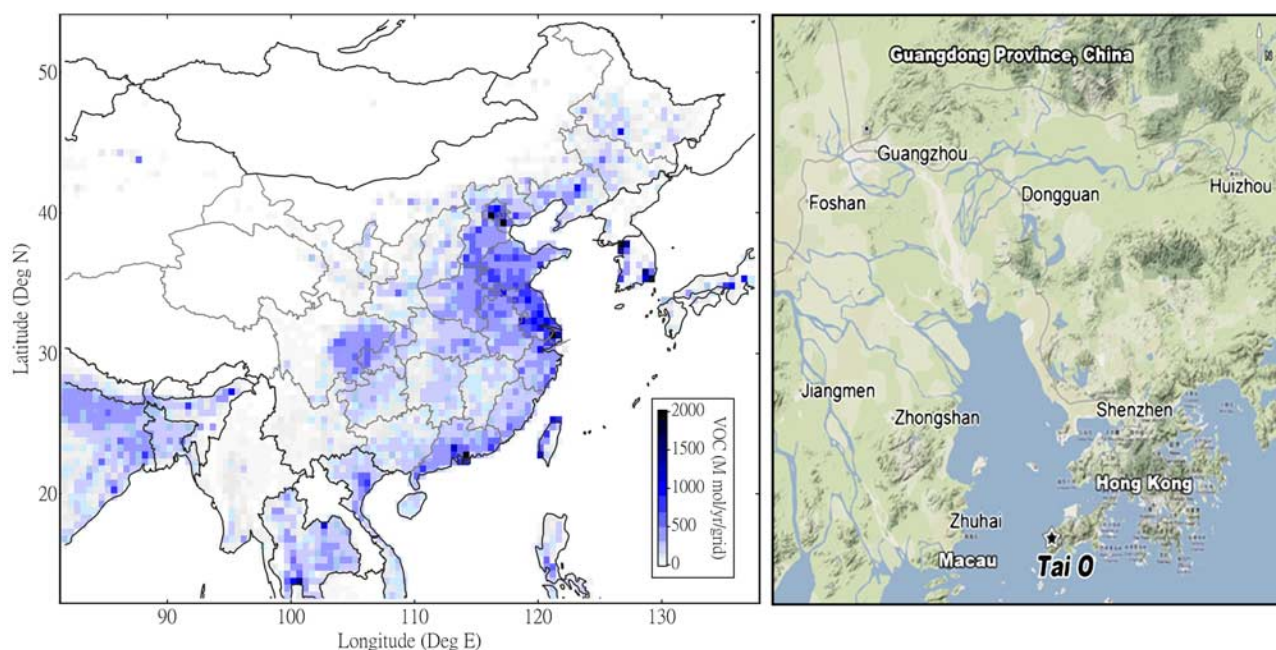 50
40
30
20
Latitude (Deg N)
90
100
110
120
130
Longitude (Deg E)
2000
1500
1000
500
0
VOC (M mol/yr/grid)
Guangdong Province, China
N
Guangzhou
Foshan
Dongguan
Huizhou
Jiangmen
Zhongshan
Shenzhen
Hong Kong
Zhuhai
Macau
Tai O